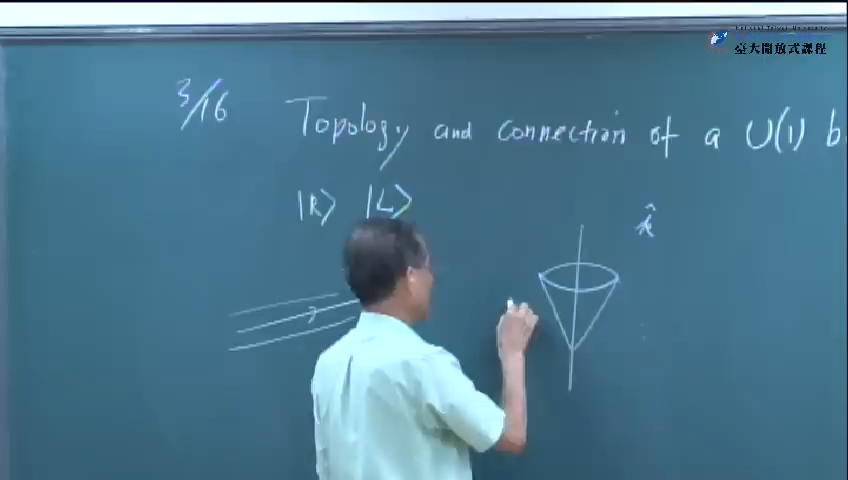 臺大開放式課程
3/16 Topology and connection of a U(1) b
|R⟩ |L⟩
k̂